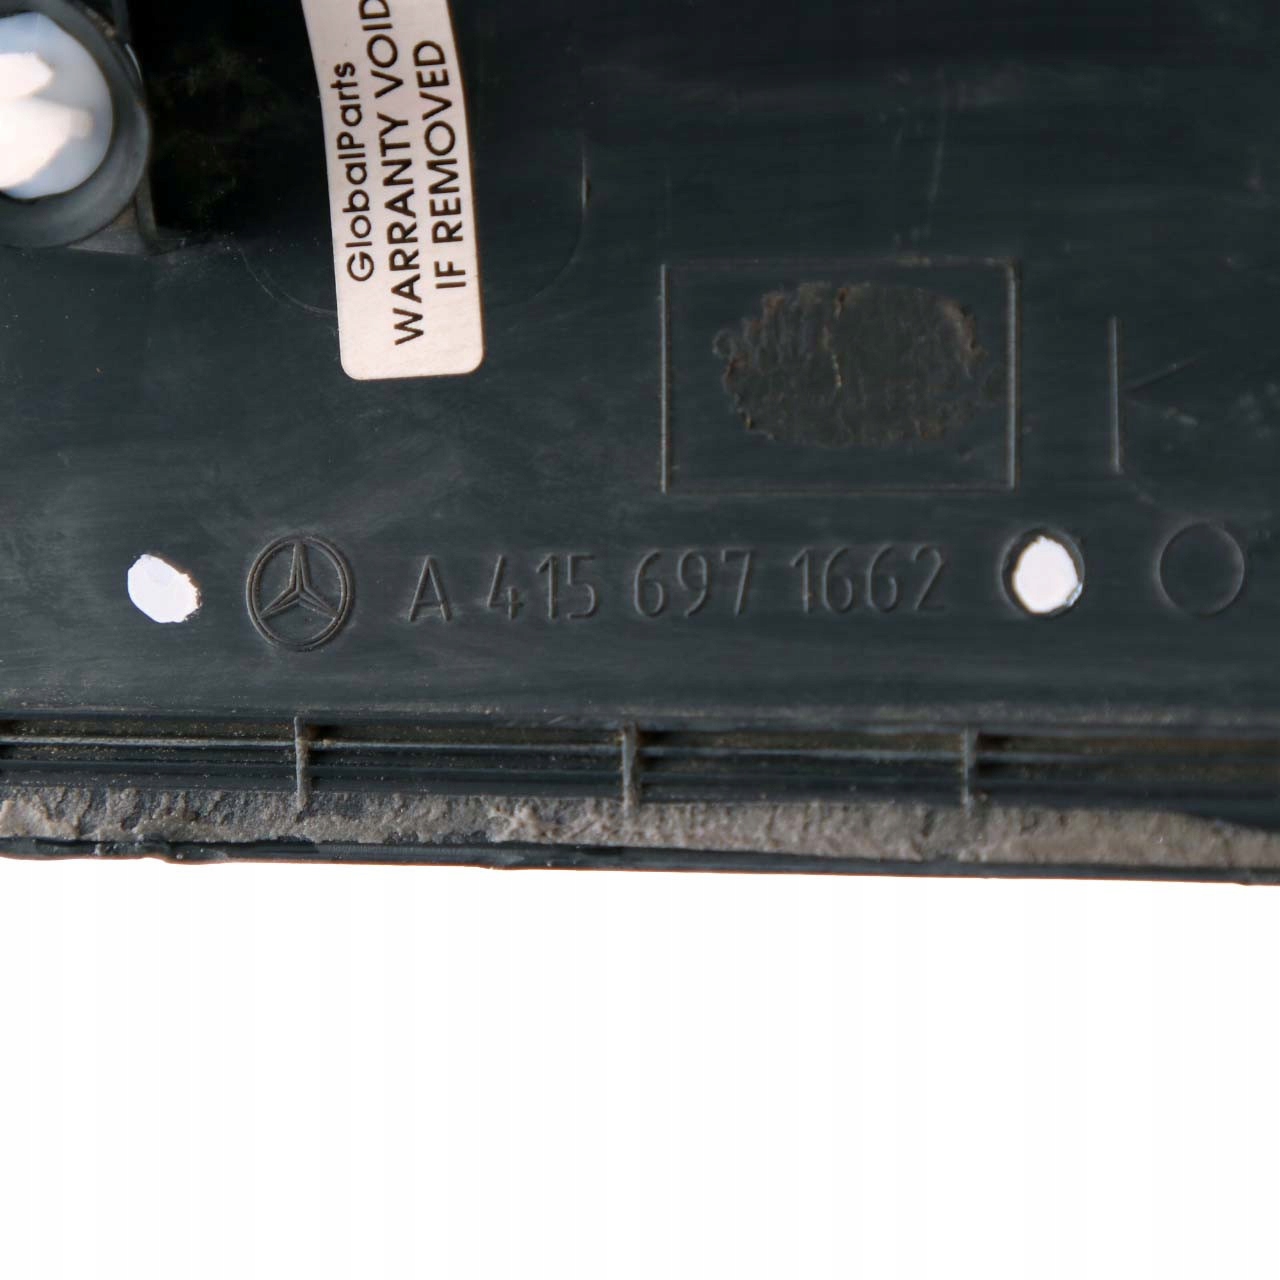 GlobalParts
WARRANTY VOID
IF REMOVED
A 415 697 1662